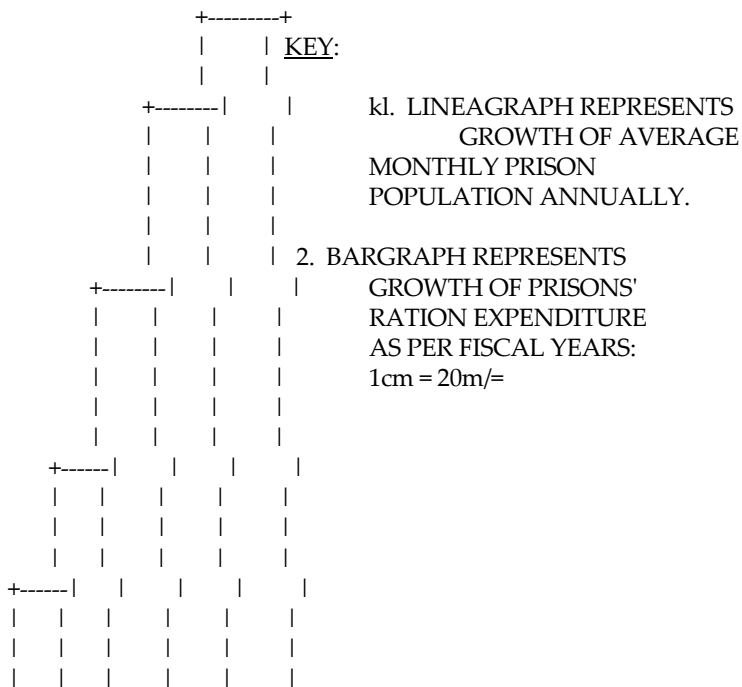 KEY:
kl. LINEAGRAPH REPRESENTS
GROWTH OF AVERAGE
MONTHLY PRISON
POPULATION ANNUALLY.
2. BARGRAPH REPRESENTS
GROWTH OF PRISONS'
RATION EXPENDITURE
AS PER FISCAL YEARS:
1cm = 20m/=